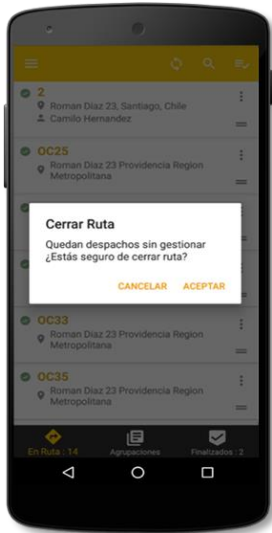 2
Roman Diaz 23, Santiago, Chile
Camilo Hernandez
OC25
Roman Diaz 23 Providencia Region
Metropolitana
Cerrar Ruta
Quedan despachos sin gestionar
¿Estás seguro de cerrar ruta?
CANCELAR ACEPTAR
OC33
Roman Diaz 23 Providencia Region
Metropolitana
OC35
Roman Diaz 23 Providencia Region
Metropolitana
En Ruta : 14 Agrupaciones Finalizados : 2